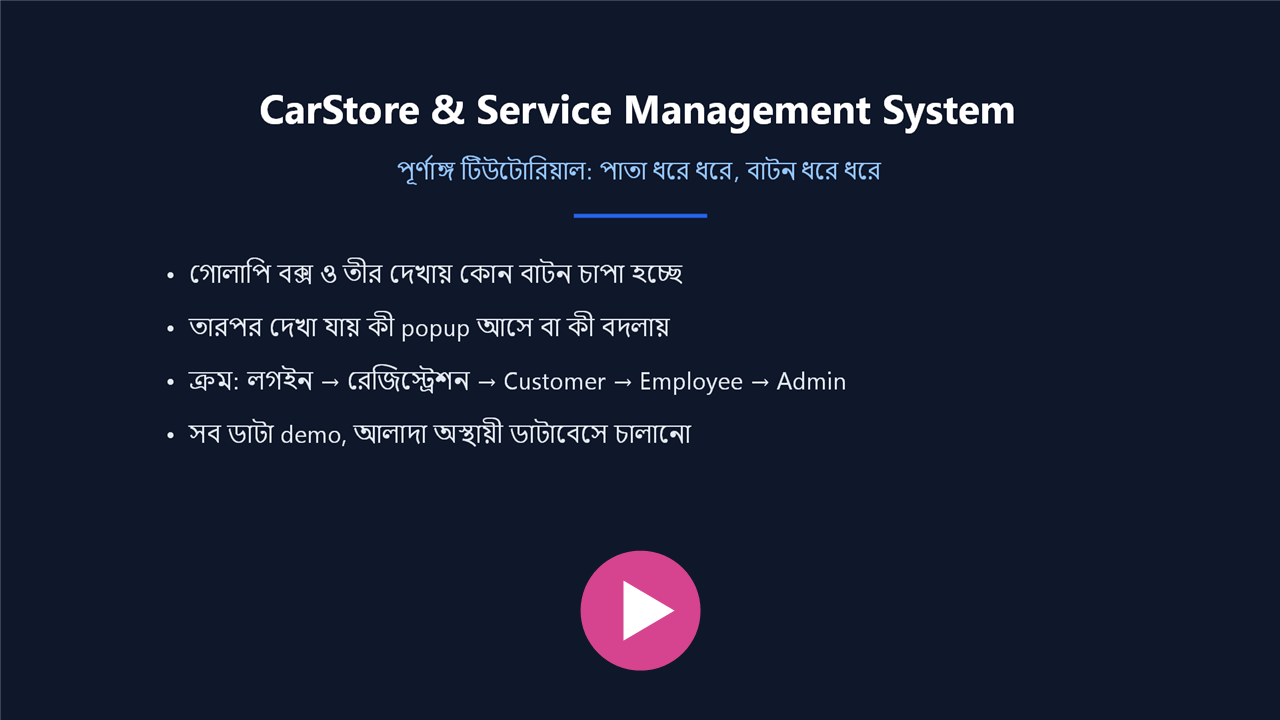 CarStore & Service Management System
পূর্ণাঙ্গ টিউটোরিয়াল: পাতা ধরে ধরে, বাটন ধরে ধরে
• গোলাপি বক্স ও তীর দেখায় কোন বাটন চাপা হচ্ছে
• তারপর দেখা যায় কী popup আসে বা কী বদলায়
• ক্রম: লগইন → রেজিস্ট্রেশন → Customer → Employee → Admin
• সব ডাটা demo, আলাদা অস্থায়ী ডাটাবেসে চালানো